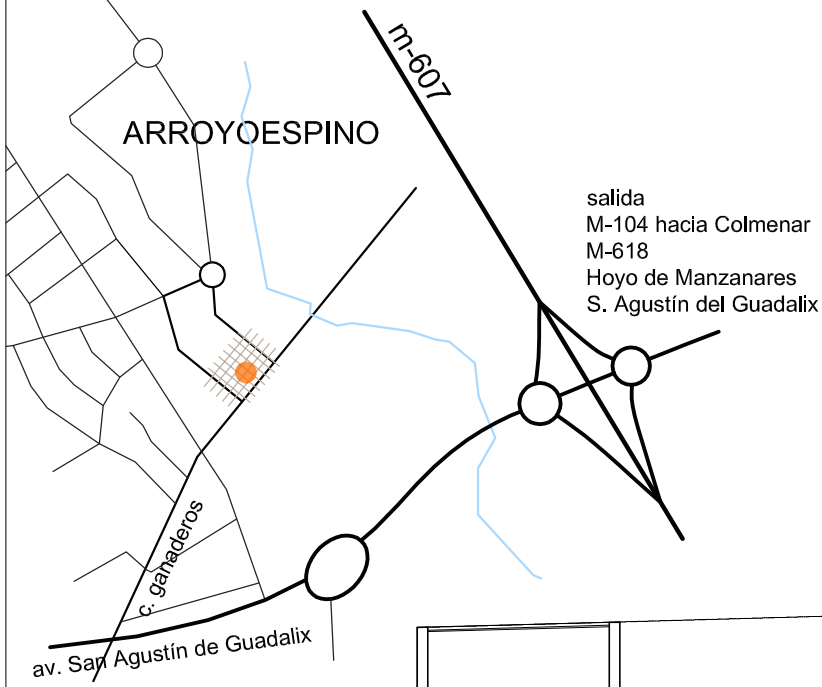 m-607
ARROYOESPINO
salida
M-104 hacia Colmenar
M-618
Hoyo de Manzanares
S. Agustín del Guadalix
c. ganaderos
av. San Agustín de Guadalix